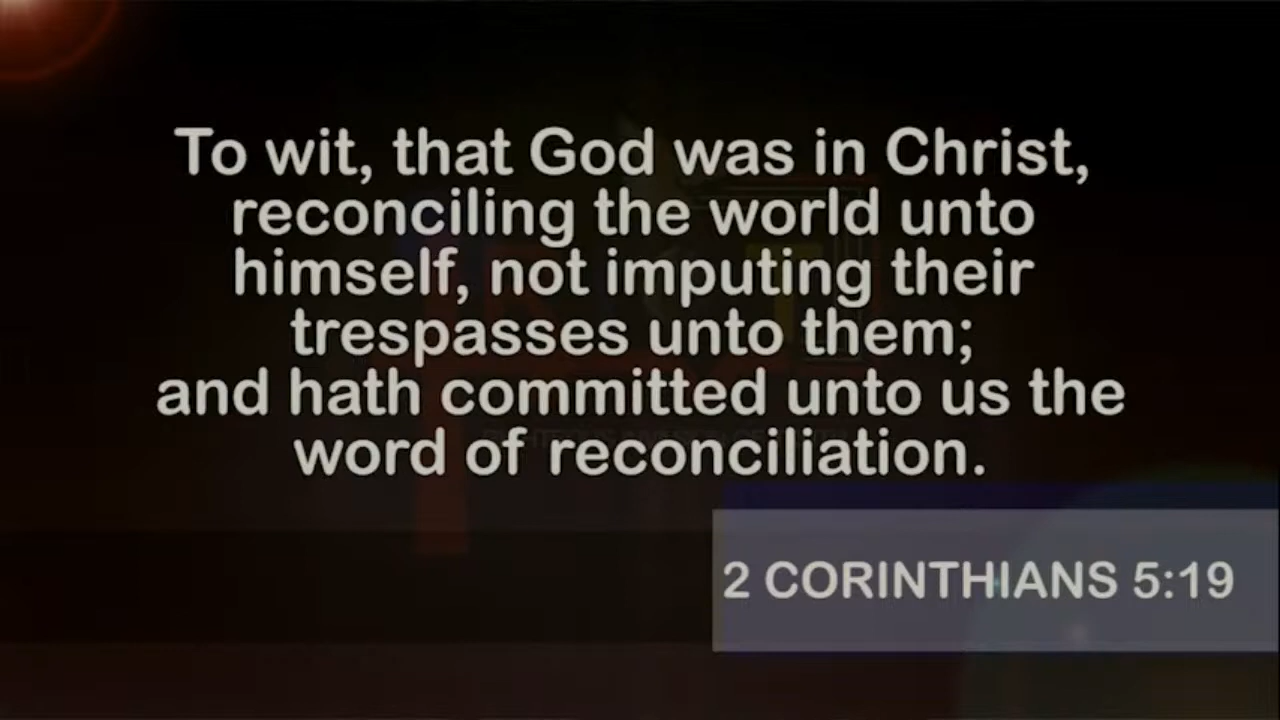 To wit, that God was in Christ,
reconciling the world unto
himself, not imputing their
trespasses unto them;
and hath committed unto us the
word of reconciliation.
2 CORINTHIANS 5:19